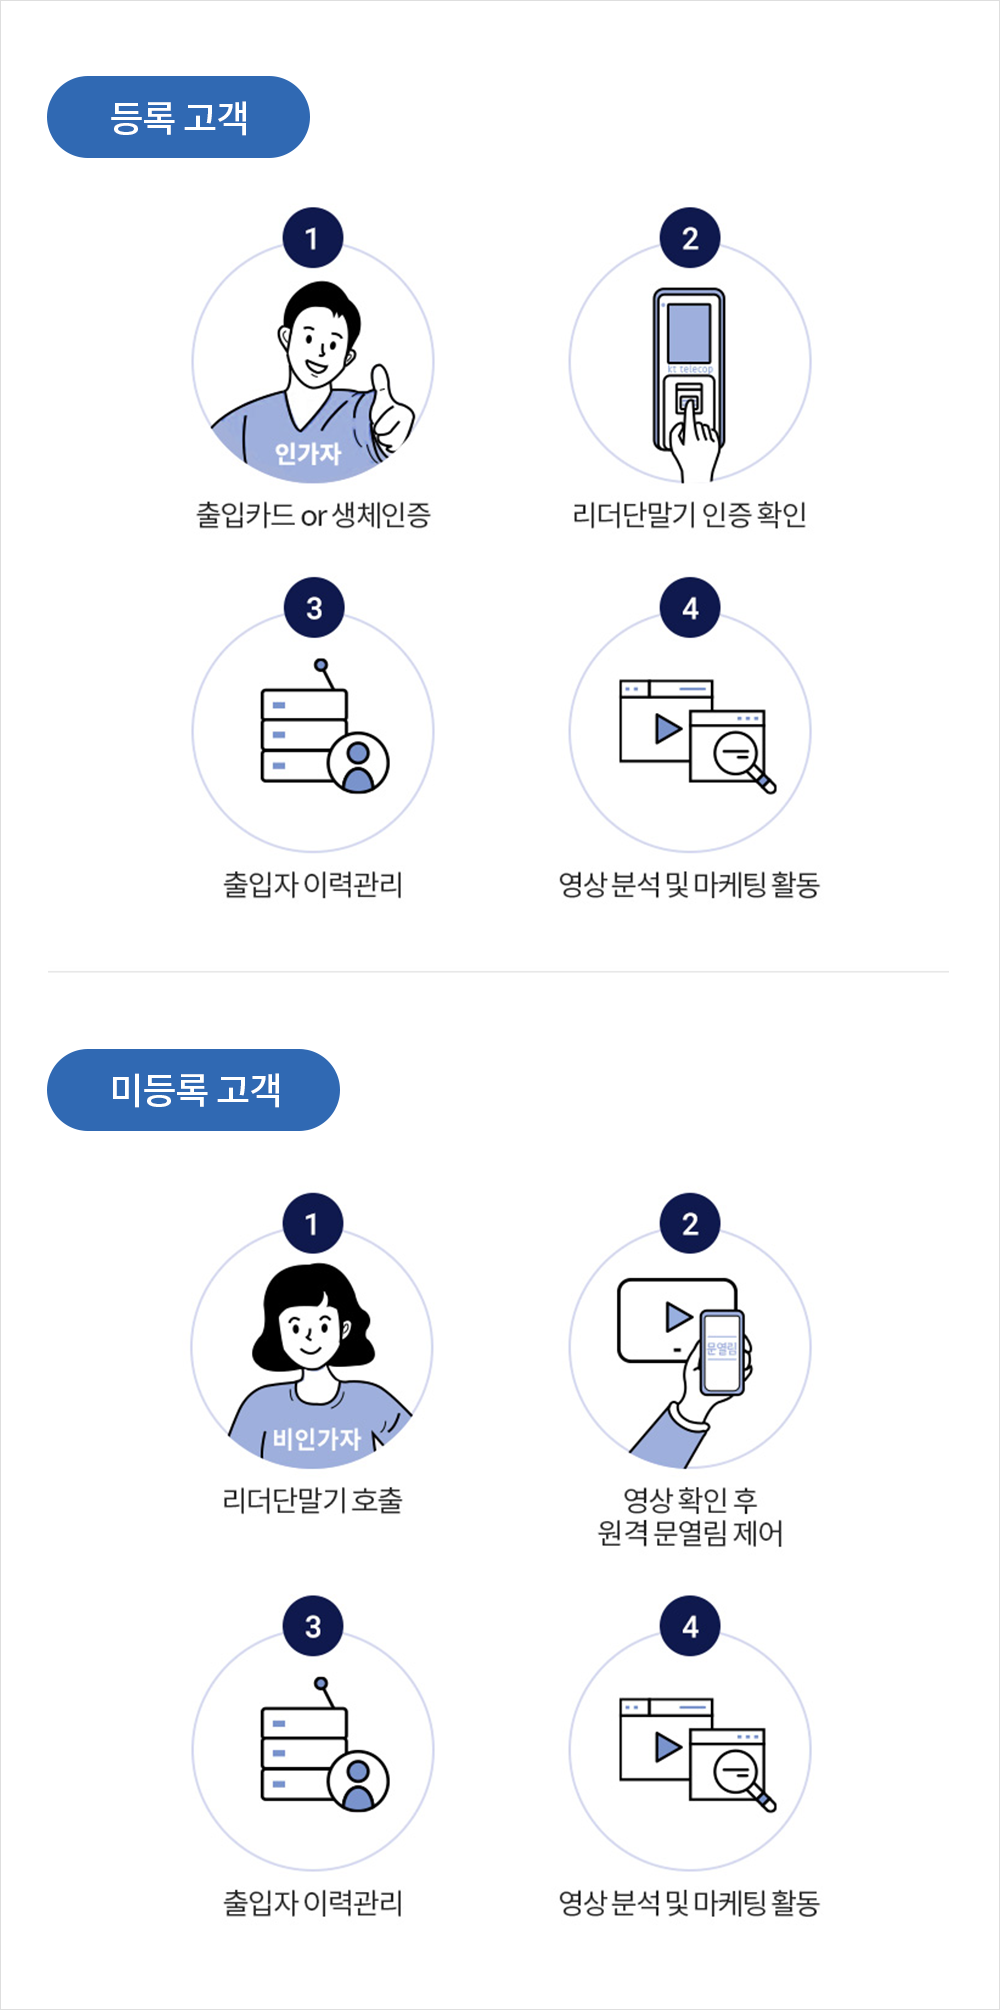 등록 고객
1
인가자
출입카드 or 생체인증
2
kt telecop
리더단말기 인증 확인
3
출입자 이력관리
4
영상 분석 및 마케팅 활동
미등록 고객
1
비인가자
리더단말기 호출
2
문열림
영상 확인 후
원격 문열림 제어
3
출입자 이력관리
4
영상 분석 및 마케팅 활동